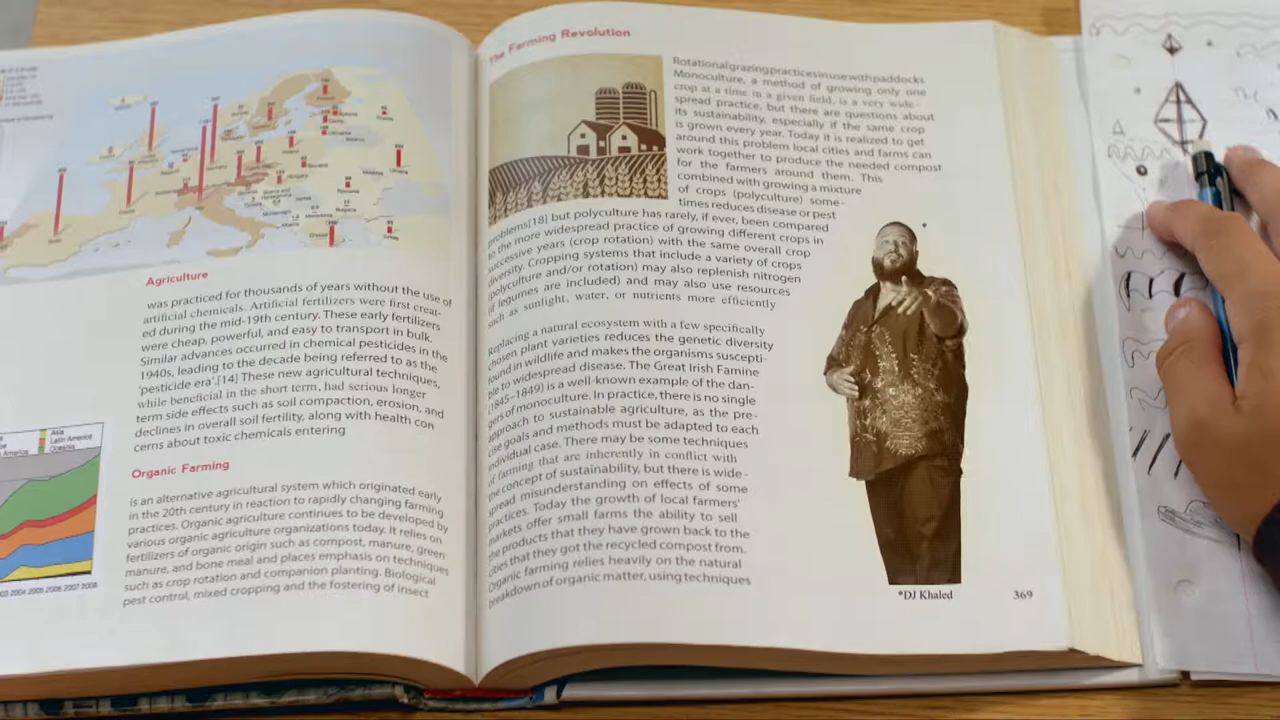 Agriculture
was practiced for thousands of years without the use of
artificial chemicals. Artificial fertilizers were first creat-
ed during the mid-19th century. These early fertilizers
were cheap, powerful, and easy to transport in bulk.
Similar advances occurred in chemical pesticides in the
1940s, leading to the decade being referred to as the
'pesticide era'.[14] These new agricultural techniques,
while beneficial in the short term, had serious longer
term side effects such as soil compaction, erosion, and
declines in overall soil fertility, along with health con
cerns about toxic chemicals entering
Asia
Latin America
Oceania
2004 2005 2006 2007 2008
Organic Farming
is an alternative agricultural system which originated early
in the 20th century in reaction to rapidly changing farming
practices. Organic agriculture continues to be developed by
various organic agriculture organizations today. It relies on
fertilizers of organic origin such as compost, manure, green
manure, and bone meal and places emphasis on techniques
such as crop rotation and companion planting. Biological
pest control, mixed cropping and the fostering of insect
The Farming Revolution
Rotationalgrazingpracticesinusewithpaddocks
Monoculture, a method of growing only one
crop at a time in a given field, is a very wide-
spread practice, but there are questions about
its sustainability, especially if the same crop
is grown every year. Today it is realized to get
around this problem local cities and farms can
work together to produce the needed compost
for the farmers around them. This
combined with growing a mixture
of crops (polyculture) some-
times reduces disease or pest
problems[18] but polyculture has rarely, if ever, been compared
to the more widespread practice of growing different crops in
successive years (crop rotation) with the same overall crop
diversity. Cropping systems that include a variety of crops
(polyculture and/or rotation) may also replenish nitrogen
(if legumes are included) and may also use resources
such as sunlight, water, or nutrients more efficiently
Replacing a natural ecosystem with a few specifically
chosen plant varieties reduces the genetic diversity
found in wildlife and makes the organisms suscepti-
ble to widespread disease. The Great Irish Famine
(1845–1849) is a well-known example of the dan-
gers of monoculture. In practice, there is no single
approach to sustainable agriculture, as the pre-
cise goals and methods must be adapted to each
individual case. There may be some techniques
of farming that are inherently in conflict with
the concept of sustainability, but there is wide-
spread misunderstanding on effects of some
practices. Today the growth of local farmers'
markets offer small farms the ability to sell
the products that they have grown back to the
cities that they got the recycled compost from.
Organic farming relies heavily on the natural
breakdown of organic matter, using techniques
*
*DJ Khaled
369